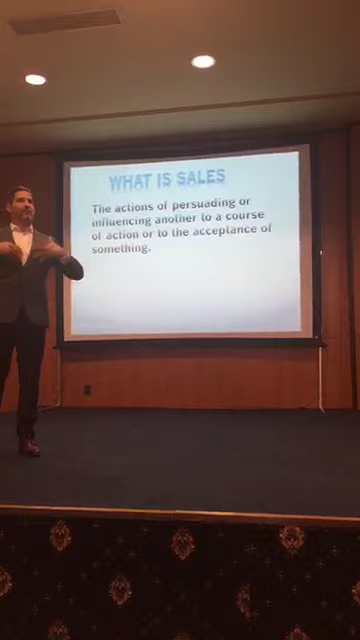 WHAT IS SALES
The actions of persuading or
influencing another to a course
of action or to the acceptance of
something.